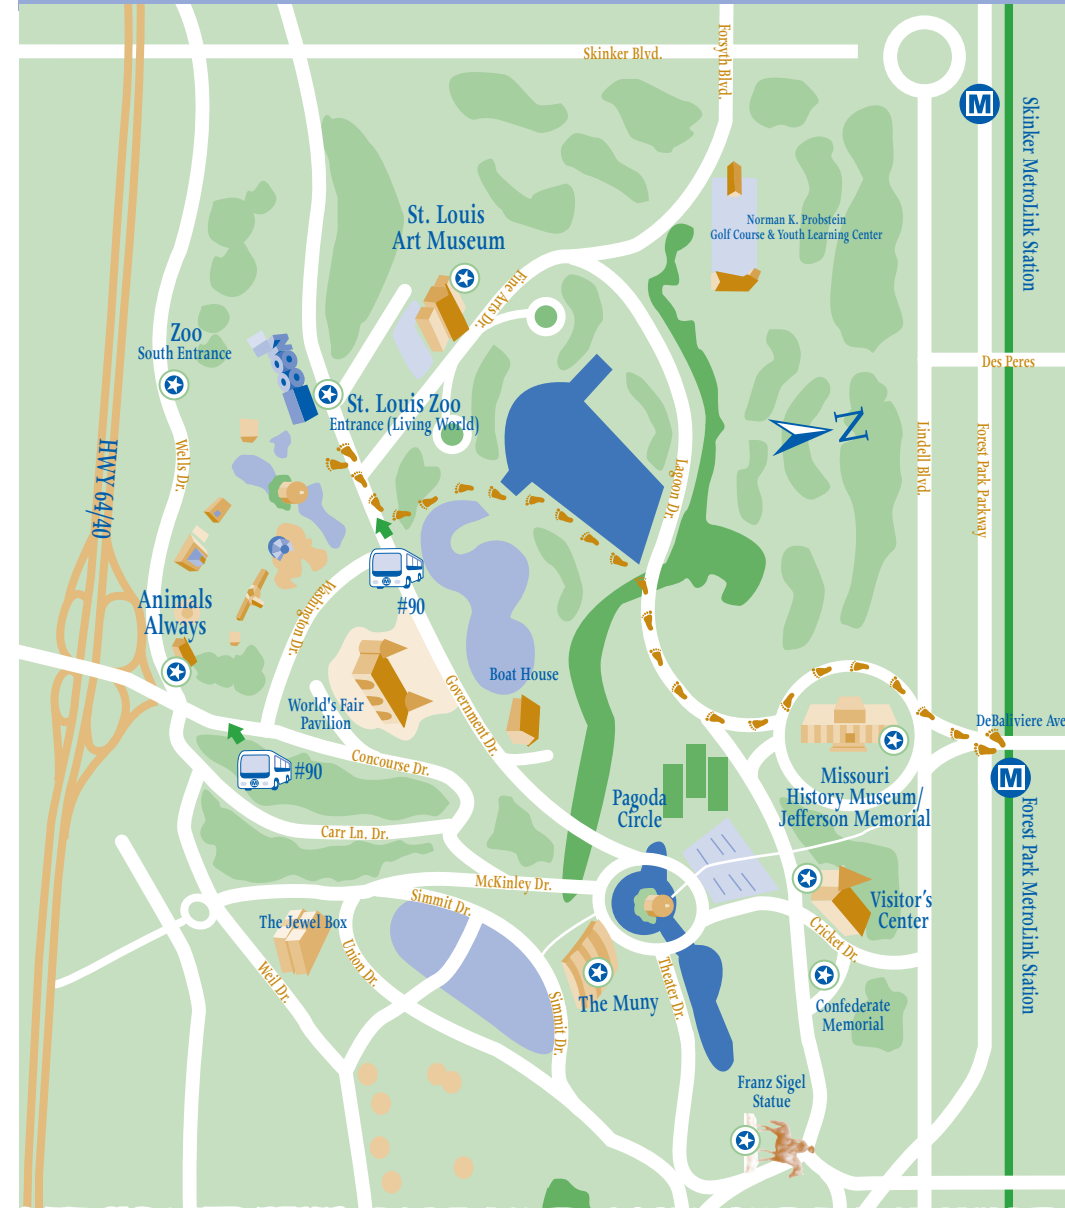 Skinker Blvd.
Forsyth Blvd.
M
Skinker MetroLink Station
St. Louis
Art Museum
Norman K. Probstein
Golf Course & Youth Learning Center
Fine Arts Dr.
Zoo
South Entrance
Des Peres
St. Louis Zoo
Entrance (Living World)
N
HWY 64/40
Wells Dr.
Lagoon Dr.
Lindell Blvd.
Forest Park Parkway
Animals
Always
Washington Dr.
#90
World's Fair
Pavilion
Government Dr.
Boat House
DeBaliviere Ave
#90
Concourse Dr.
Missouri
History Museum/
Jefferson Memorial
M
Forest Park MetroLink Station
Pagoda
Circle
Carr Ln. Dr.
McKinley Dr.
Simmit Dr.
The Jewel Box
Union Dr.
Weil Dr.
Visitor's
Center
Cricket Dr.
The Muny
Simmit Dr.
Theater Dr.
Confederate
Memorial
Franz Sigel
Statue